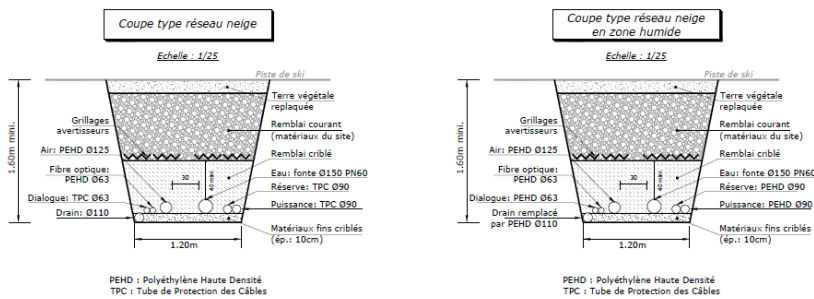 Coupe type réseau neige
Echelle : 1/25
Piste de ski
1.60m mini.
Grillages
avertisseurs
Air: PEHD Ø125
Fibre optique:
PEHD Ø63
Dialogue: TPC Ø63
Drain: Ø110
30
40 mini.
Terre végétale
replaquée
Remblai courant
(matériaux du site)
Remblai criblé
Eau: fonte Ø150 PN60
Réserve: TPC Ø90
Puissance: TPC Ø90
Matériaux fins criblés
(ép.: 10cm)
1.20m
PEHD : Polyéthylène Haute Densité
TPC : Tube de Protection des Câbles
Coupe type réseau neige
en zone humide
Echelle : 1/25
Piste de ski
1.60m mini.
Grillages
avertisseurs
Air: PEHD Ø125
Fibre optique:
PEHD Ø63
Dialogue: PEHD Ø63
Drain remplacé
par PEHD Ø110
30
40 mini.
Terre végétale
replaquée
Remblai courant
(matériaux du site)
Remblai criblé
Eau: fonte Ø150 PN60
Réserve: PEHD Ø90
Puissance: PEHD Ø90
Matériaux fins criblés
(ép.: 10cm)
1.20m
PEHD : Polyéthylène Haute Densité
TPC : Tube de Protection des Câbles